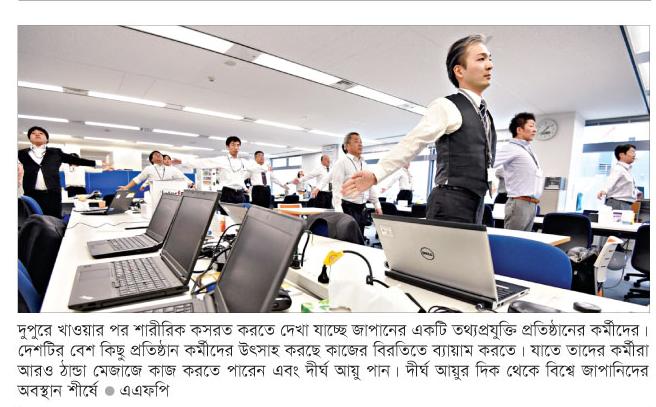 DELL
দুপুরে খাওয়ার পর শারীরিক কসরত করতে দেখা যাচ্ছে জাপানের একটি তথ্যপ্রযুক্তি প্রতিষ্ঠানের কর্মীদের।
দেশটির বেশ কিছু প্রতিষ্ঠান কর্মীদের উৎসাহ করছে কাজের বিরতিতে ব্যায়াম করতে। যাতে তাদের কর্মীরা
আরও ঠান্ডা মেজাজে কাজ করতে পারেন এবং দীর্ঘ আয়ু পান। দীর্ঘ আয়ুর দিক থেকে বিশ্বে জাপানিদের
অবস্থান শীর্ষে ● এএফপি